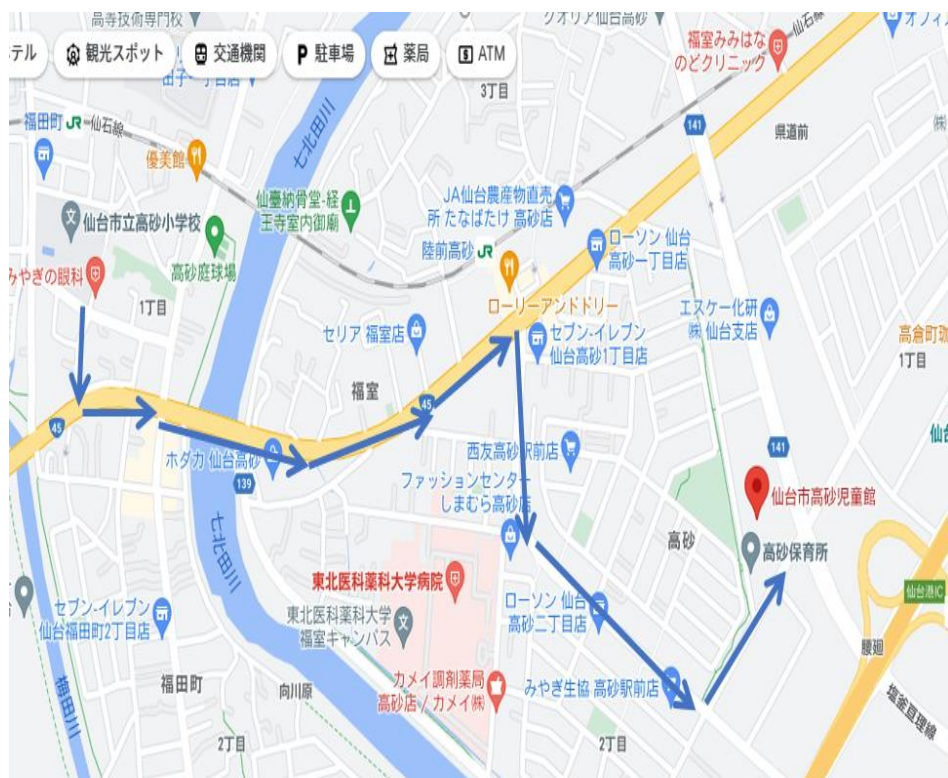 高等技術専門校
クオリア仙台高砂
オフィ
テル
観光スポット
交通機関
P 駐車場
薬局
$ ATM
福室みみはな
のどクリニック
田子一丁目店
3丁目
141
県道前
福田町 JR 仙石線
仙石線
七北田川
優美館
仙臺納骨堂-経
王寺室内御廟
JA仙台農産物直売
所 たなばたけ 高砂店
仙台市立高砂小学校
高砂庭球場
陸前高砂 JR
ローソン 仙台
高砂一丁目店
みやぎの眼科
1丁目
ローリーアンドドリー
エスケー化研
㈱ 仙台支店
セリア 福室店
セブン-イレブン
仙台高砂1丁目店
高倉町珈
1丁目
福室
45
45
ホダカ 仙台高砂
139
西友高砂駅前店
ファッションセンター
しまむら高砂店
141
仙台市高砂児童館
七北田川
高砂
高砂保育所
東北医科薬科大学病院
東北医科薬科大学
福室キャンパス
ローソン 仙台
高砂二丁目店
仙台港IC
セブン-イレブン
仙台福田町2丁目店
腰廻
カメイ調剤薬局
高砂店 / カメイ㈱
みやぎ生協 高砂駅前店
福田町
向川原
梅田川
塩釜亘理線
2丁目
2丁目